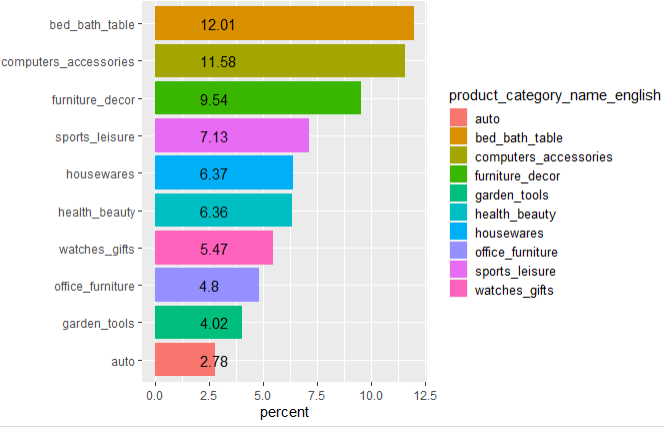 bed_bath_table 12.01
computers_accessories 11.58
furniture_decor 9.54
sports_leisure 7.13
housewares 6.37
health_beauty 6.36
watches_gifts 5.47
office_furniture 4.8
garden_tools 4.02
auto 2.78
0.0 2.5 5.0 7.5 10.0 12.5
percent
product_category_name_english
auto
bed_bath_table
computers_accessories
furniture_decor
garden_tools
health_beauty
housewares
office_furniture
sports_leisure
watches_gifts